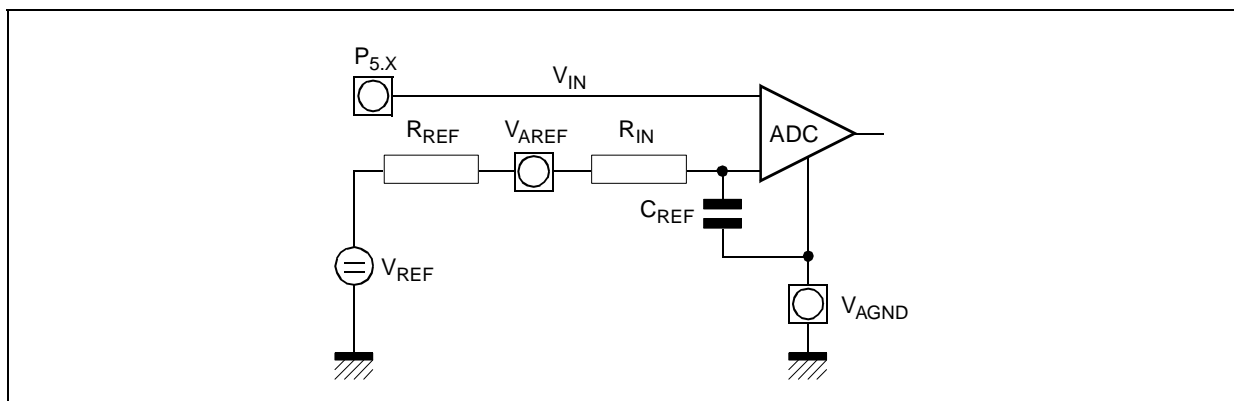 P5.X
VIN
RREF
VAREF
RIN
ADC
CREF
VREF
VAGND